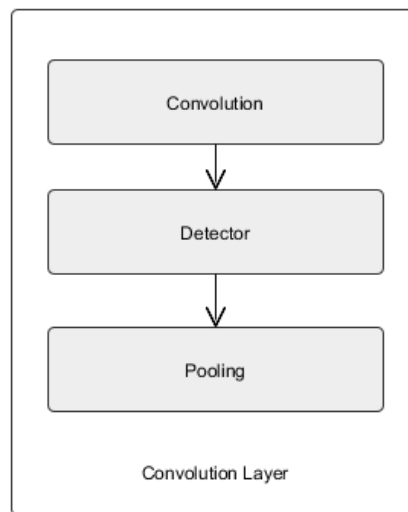 Convolution
Detector
Pooling
Convolution Layer